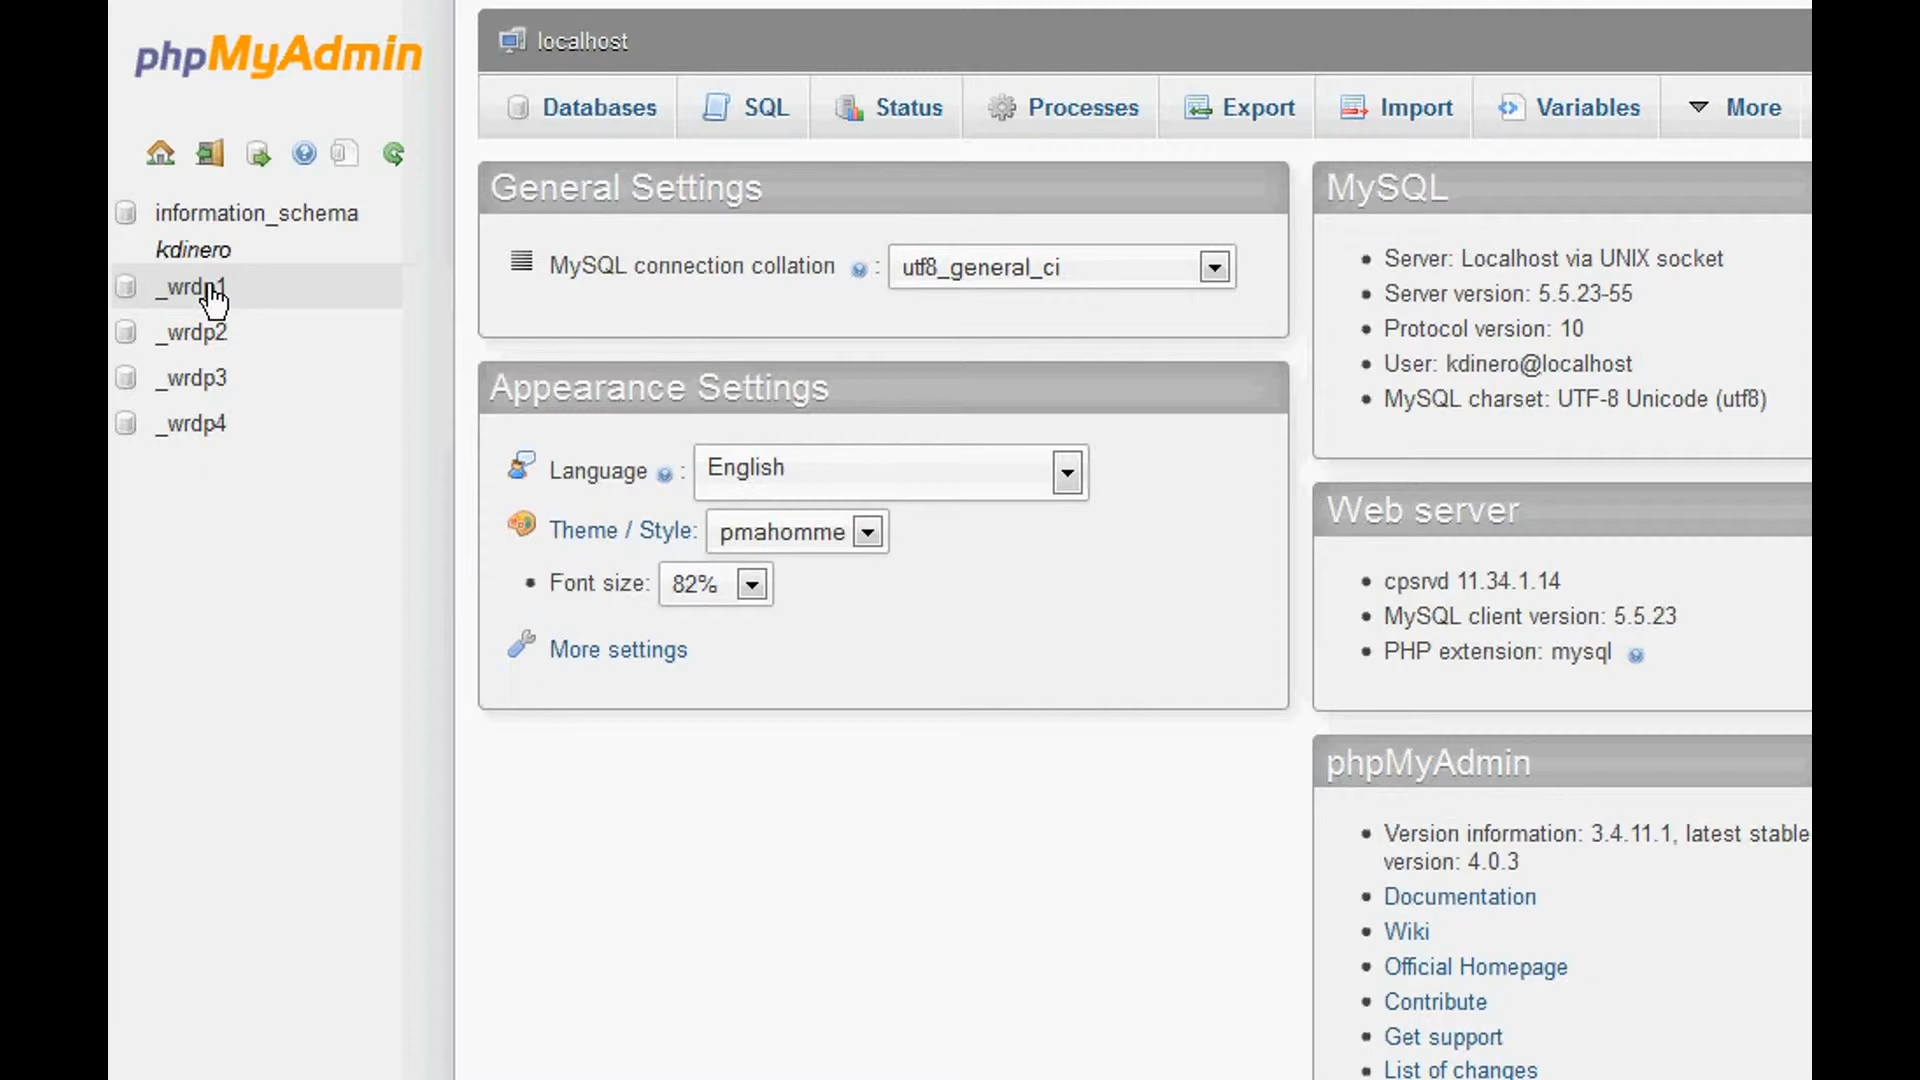 phpMyAdmin
information_schema
kdinero
_wrdp1
_wrdp2
_wrdp3
_wrdp4
localhost
Databases
SQL
Status
Processes
Export
Import
Variables
More
General Settings
MySQL connection collation : utf8_general_ci
Appearance Settings
Language : English
Theme / Style: pmahomme
Font size: 82%
More settings
MySQL
Server: Localhost via UNIX socket
Server version: 5.5.23-55
Protocol version: 10
User: kdinero@localhost
MySQL charset: UTF-8 Unicode (utf8)
Web server
cpsrvd 11.34.1.14
MySQL client version: 5.5.23
PHP extension: mysql
phpMyAdmin
Version information: 3.4.11.1, latest stable
version: 4.0.3
Documentation
Wiki
Official Homepage
Contribute
Get support
List of changes